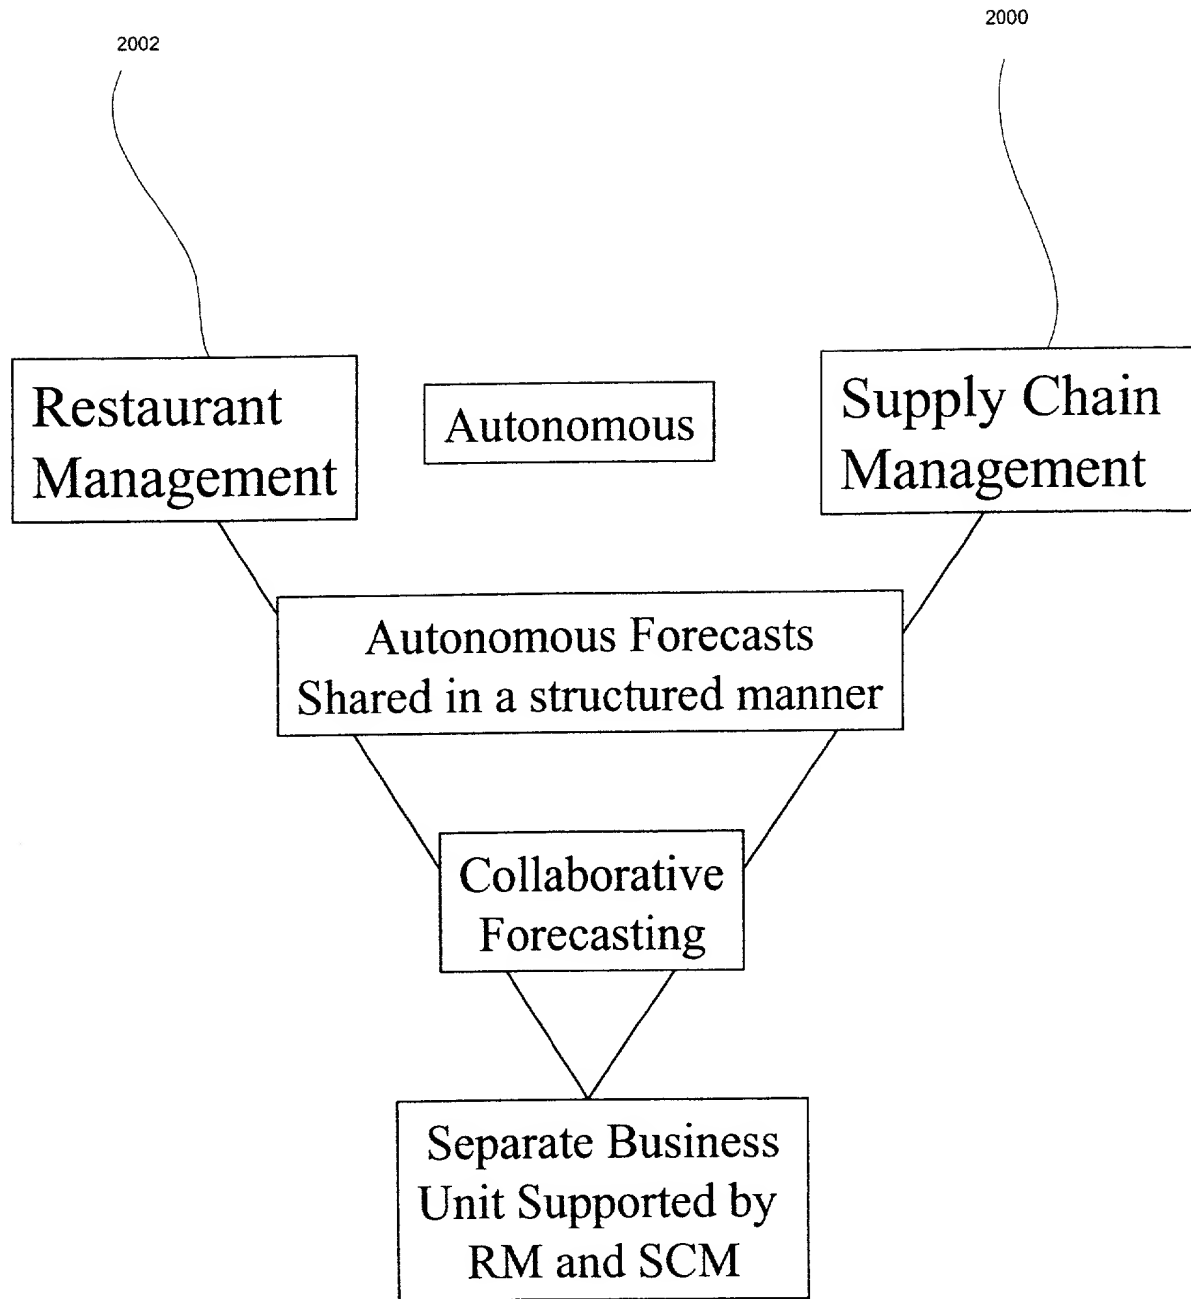 2002
2000
Restaurant
Management
Autonomous
Supply Chain
Management
Autonomous Forecasts
Shared in a structured manner
Collaborative
Forecasting
Separate Business
Unit Supported by
RM and SCM